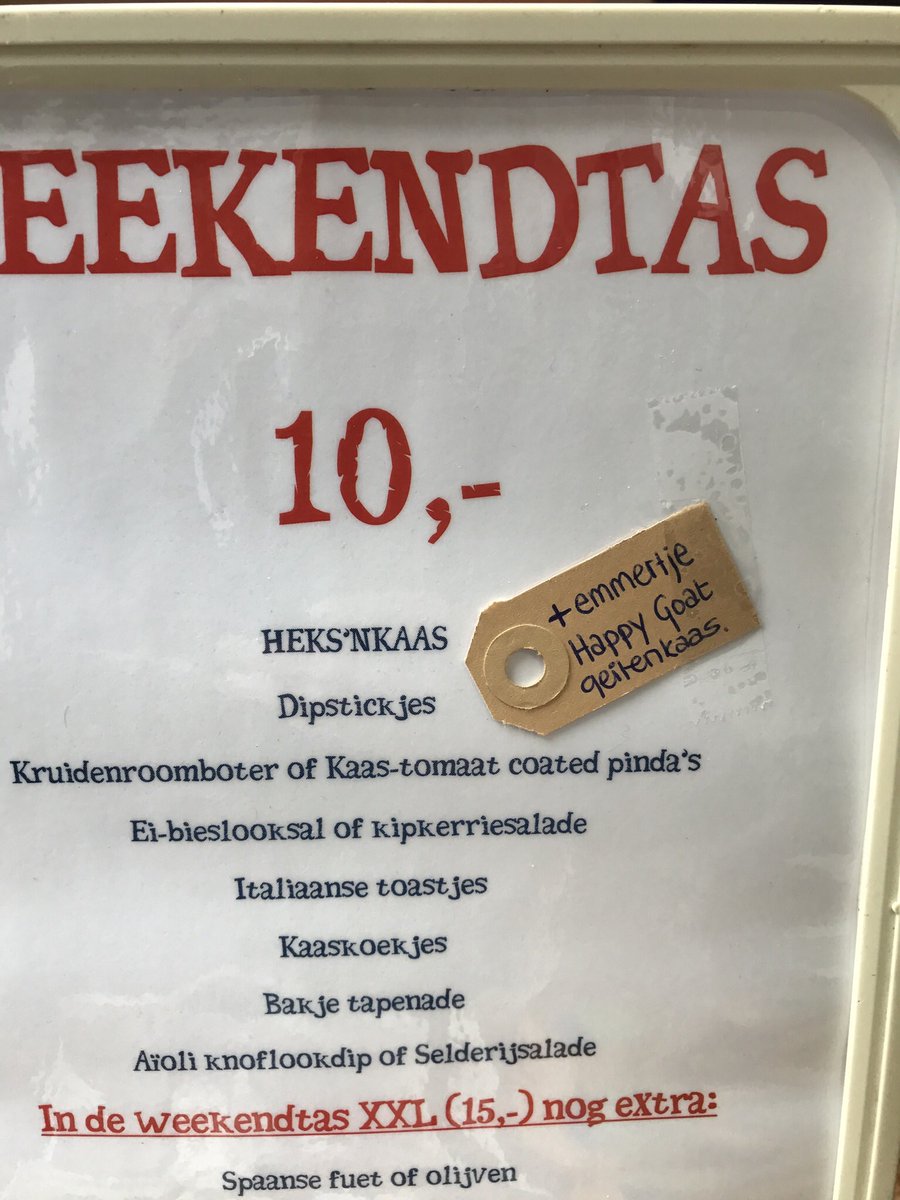 EEKENDTAS
10,-
+ emmertje
Happy Goat
geitenkaas.
HEKS'NKAAS
Dipstickjes
Kruidenroomboter of Kaas-tomaat coated pinda's
Ei-bieslooksal of kipkerriesalade
Italiaanse toastjes
Kaaskoekjes
Bakje tapenade
Aïoli knoflookdip of Selderijsalade
In de weekendtas XXL (15,-) nog extra:
Spaanse fuet of olijven